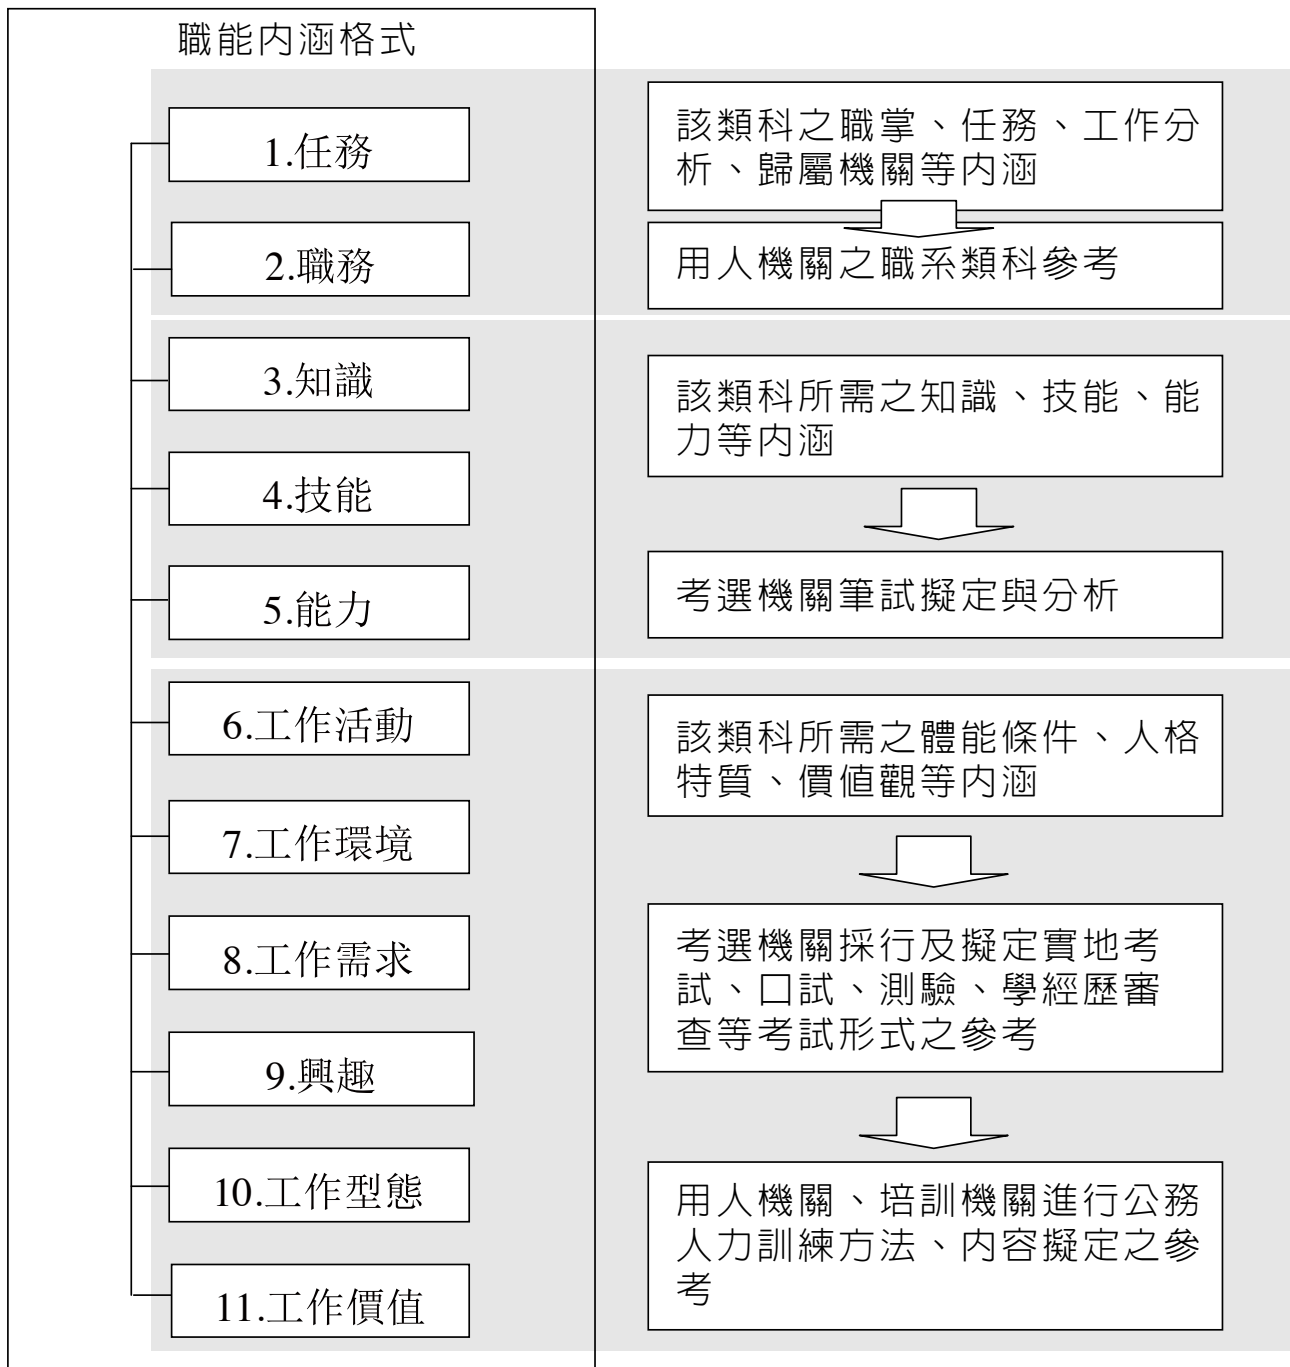 職能内涵格式
1.任務
2.職務
3.知識
4.技能
5.能力
6.工作活動
7.工作環境
8.工作需求
9.興趣
10.工作型態
11.工作價值
該類科之職掌、任務、工作分
析、歸屬機關等内涵
用人機關之職系類科參考
該類科所需之知識、技能、能
力等内涵
考選機關筆試擬定與分析
該類科所需之體能條件、人格
特質、價值觀等内涵
考選機關採行及擬定實地考
試、口試、測驗、學經歷審
查等考試形式之參考
用人機關、培訓機關進行公務
人力訓練方法、内容擬定之參
考